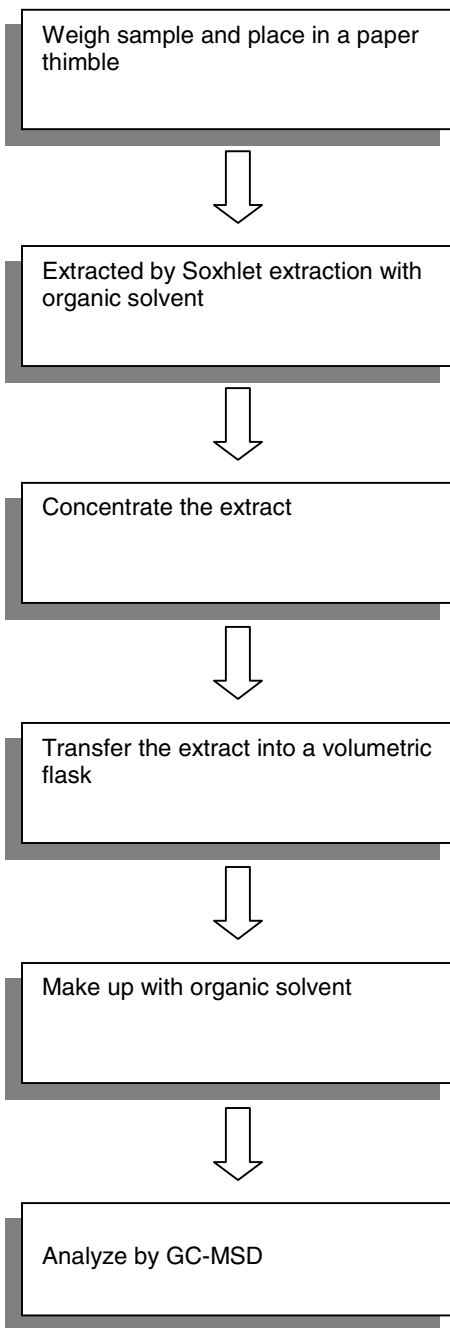 Weigh sample and place in a paper
thimble
Extracted by Soxhlet extraction with
organic solvent
Concentrate the extract
Transfer the extract into a volumetric
flask
Make up with organic solvent
Analyze by GC-MSD